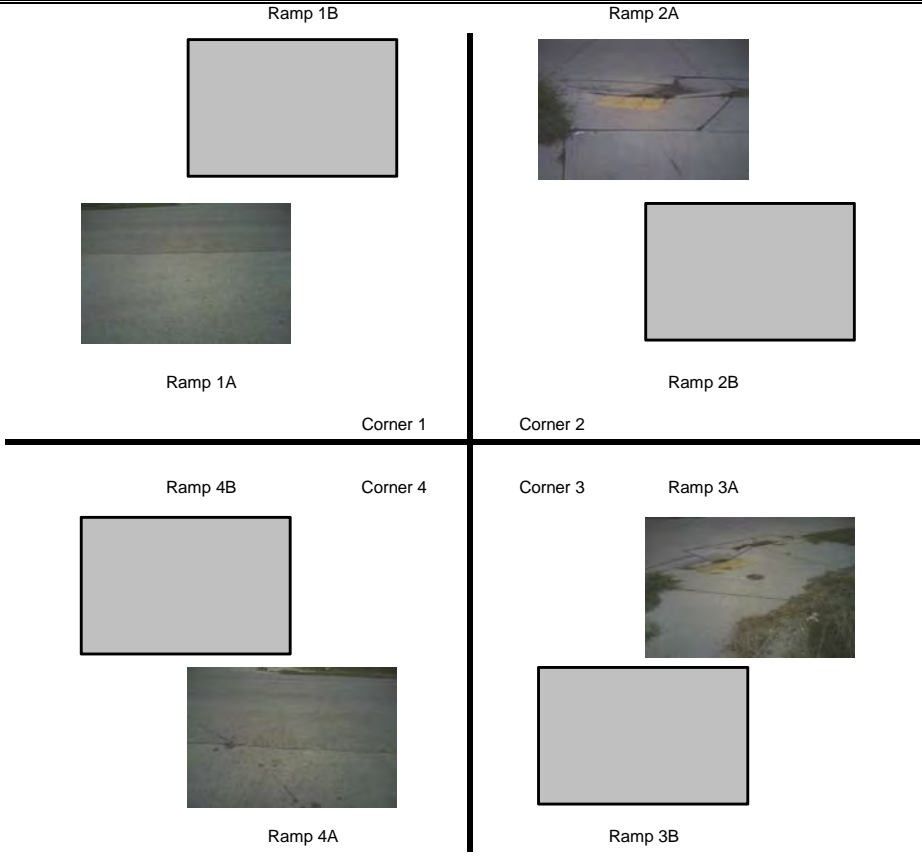 Ramp 1B
Ramp 2A
Ramp 1A
Ramp 2B
Corner 1
Corner 2
Ramp 4B
Corner 4
Corner 3
Ramp 3A
Ramp 4A
Ramp 3B